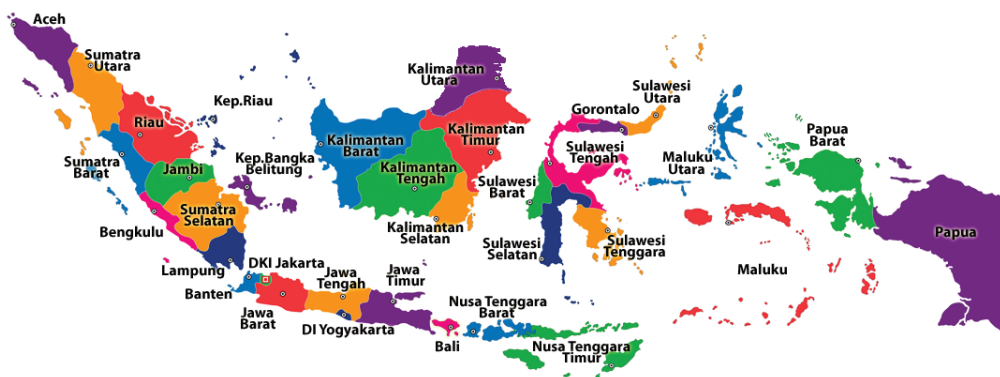 Aceh
Sumatra
Utara
Kep.Riau
Riau
Sumatra
Barat
Jambi
Kep.Bangka
Belitung
Sumatra
Selatan
Bengkulu
Lampung
DKI Jakarta
Banten
Jawa
Barat
Jawa
Tengah
DI Yogyakarta
Jawa
Timur
Bali
Nusa Tenggara
Barat
Nusa Tenggara
Timur
Kalimantan
Utara
Kalimantan
Barat
Kalimantan
Timur
Kalimantan
Tengah
Kalimantan
Selatan
Gorontalo
Sulawesi
Utara
Sulawesi
Tengah
Sulawesi
Barat
Sulawesi
Selatan
Sulawesi
Tenggara
Maluku
Utara
Maluku
Papua
Barat
Papua